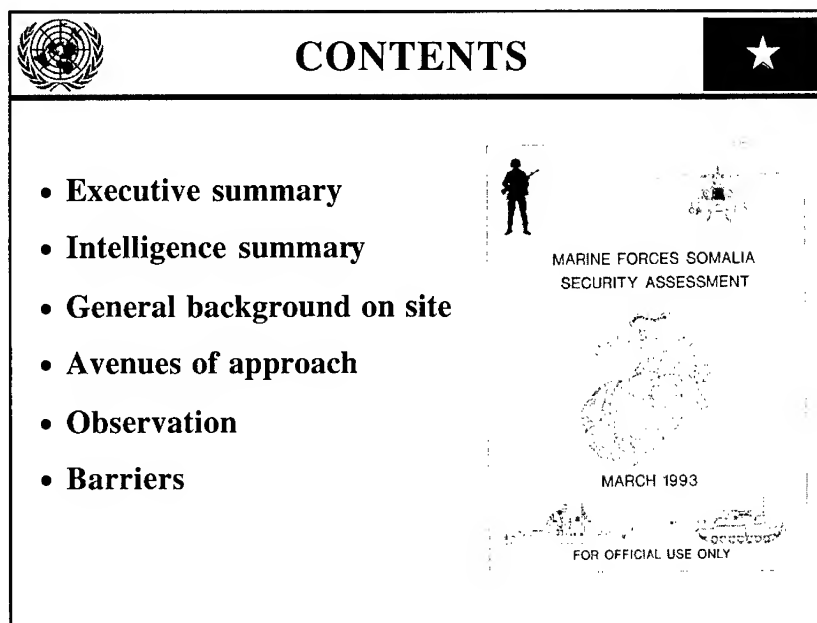 CONTENTS
• Executive summary
• Intelligence summary
• General background on site
• Avenues of approach
• Observation
• Barriers
MARINE FORCES SOMALIA
SECURITY ASSESSMENT
MARCH 1993
FOR OFFICIAL USE ONLY